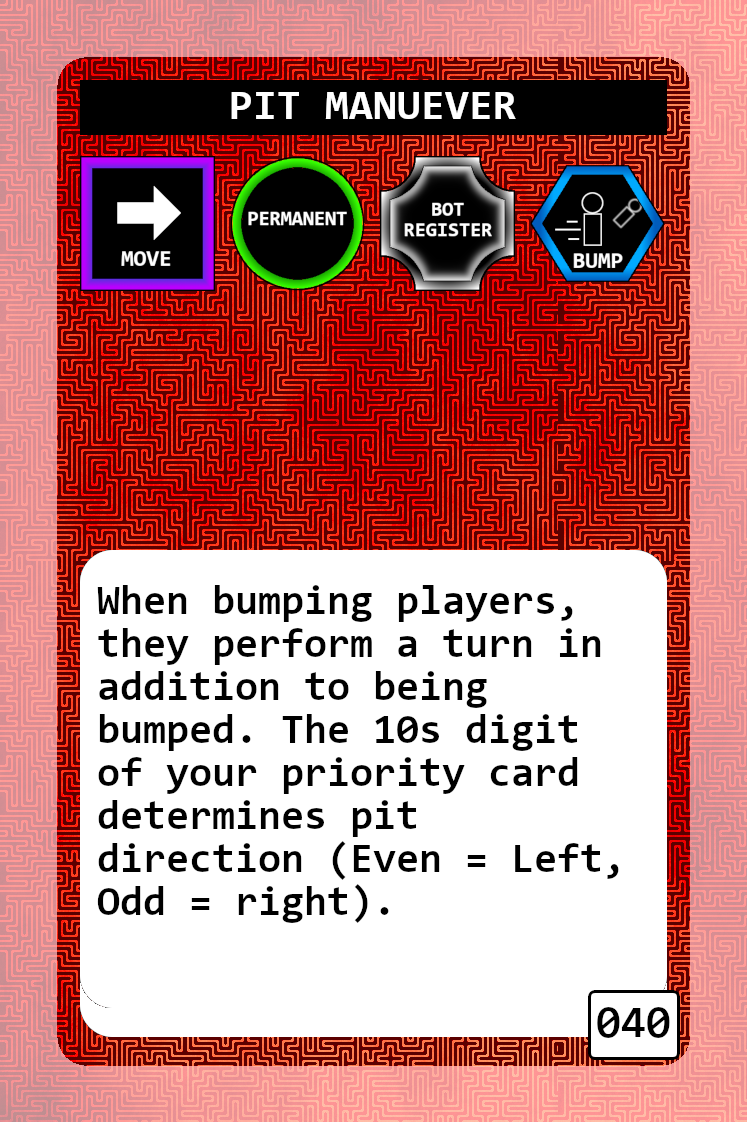 PIT MANUEVER
MOVE
PERMANENT
BOT
REGISTER
BUMP
When bumping players,
they perform a turn in
addition to being
bumped. The 10s digit
of your priority card
determines pit
direction (Even = Left,
Odd = right).
040